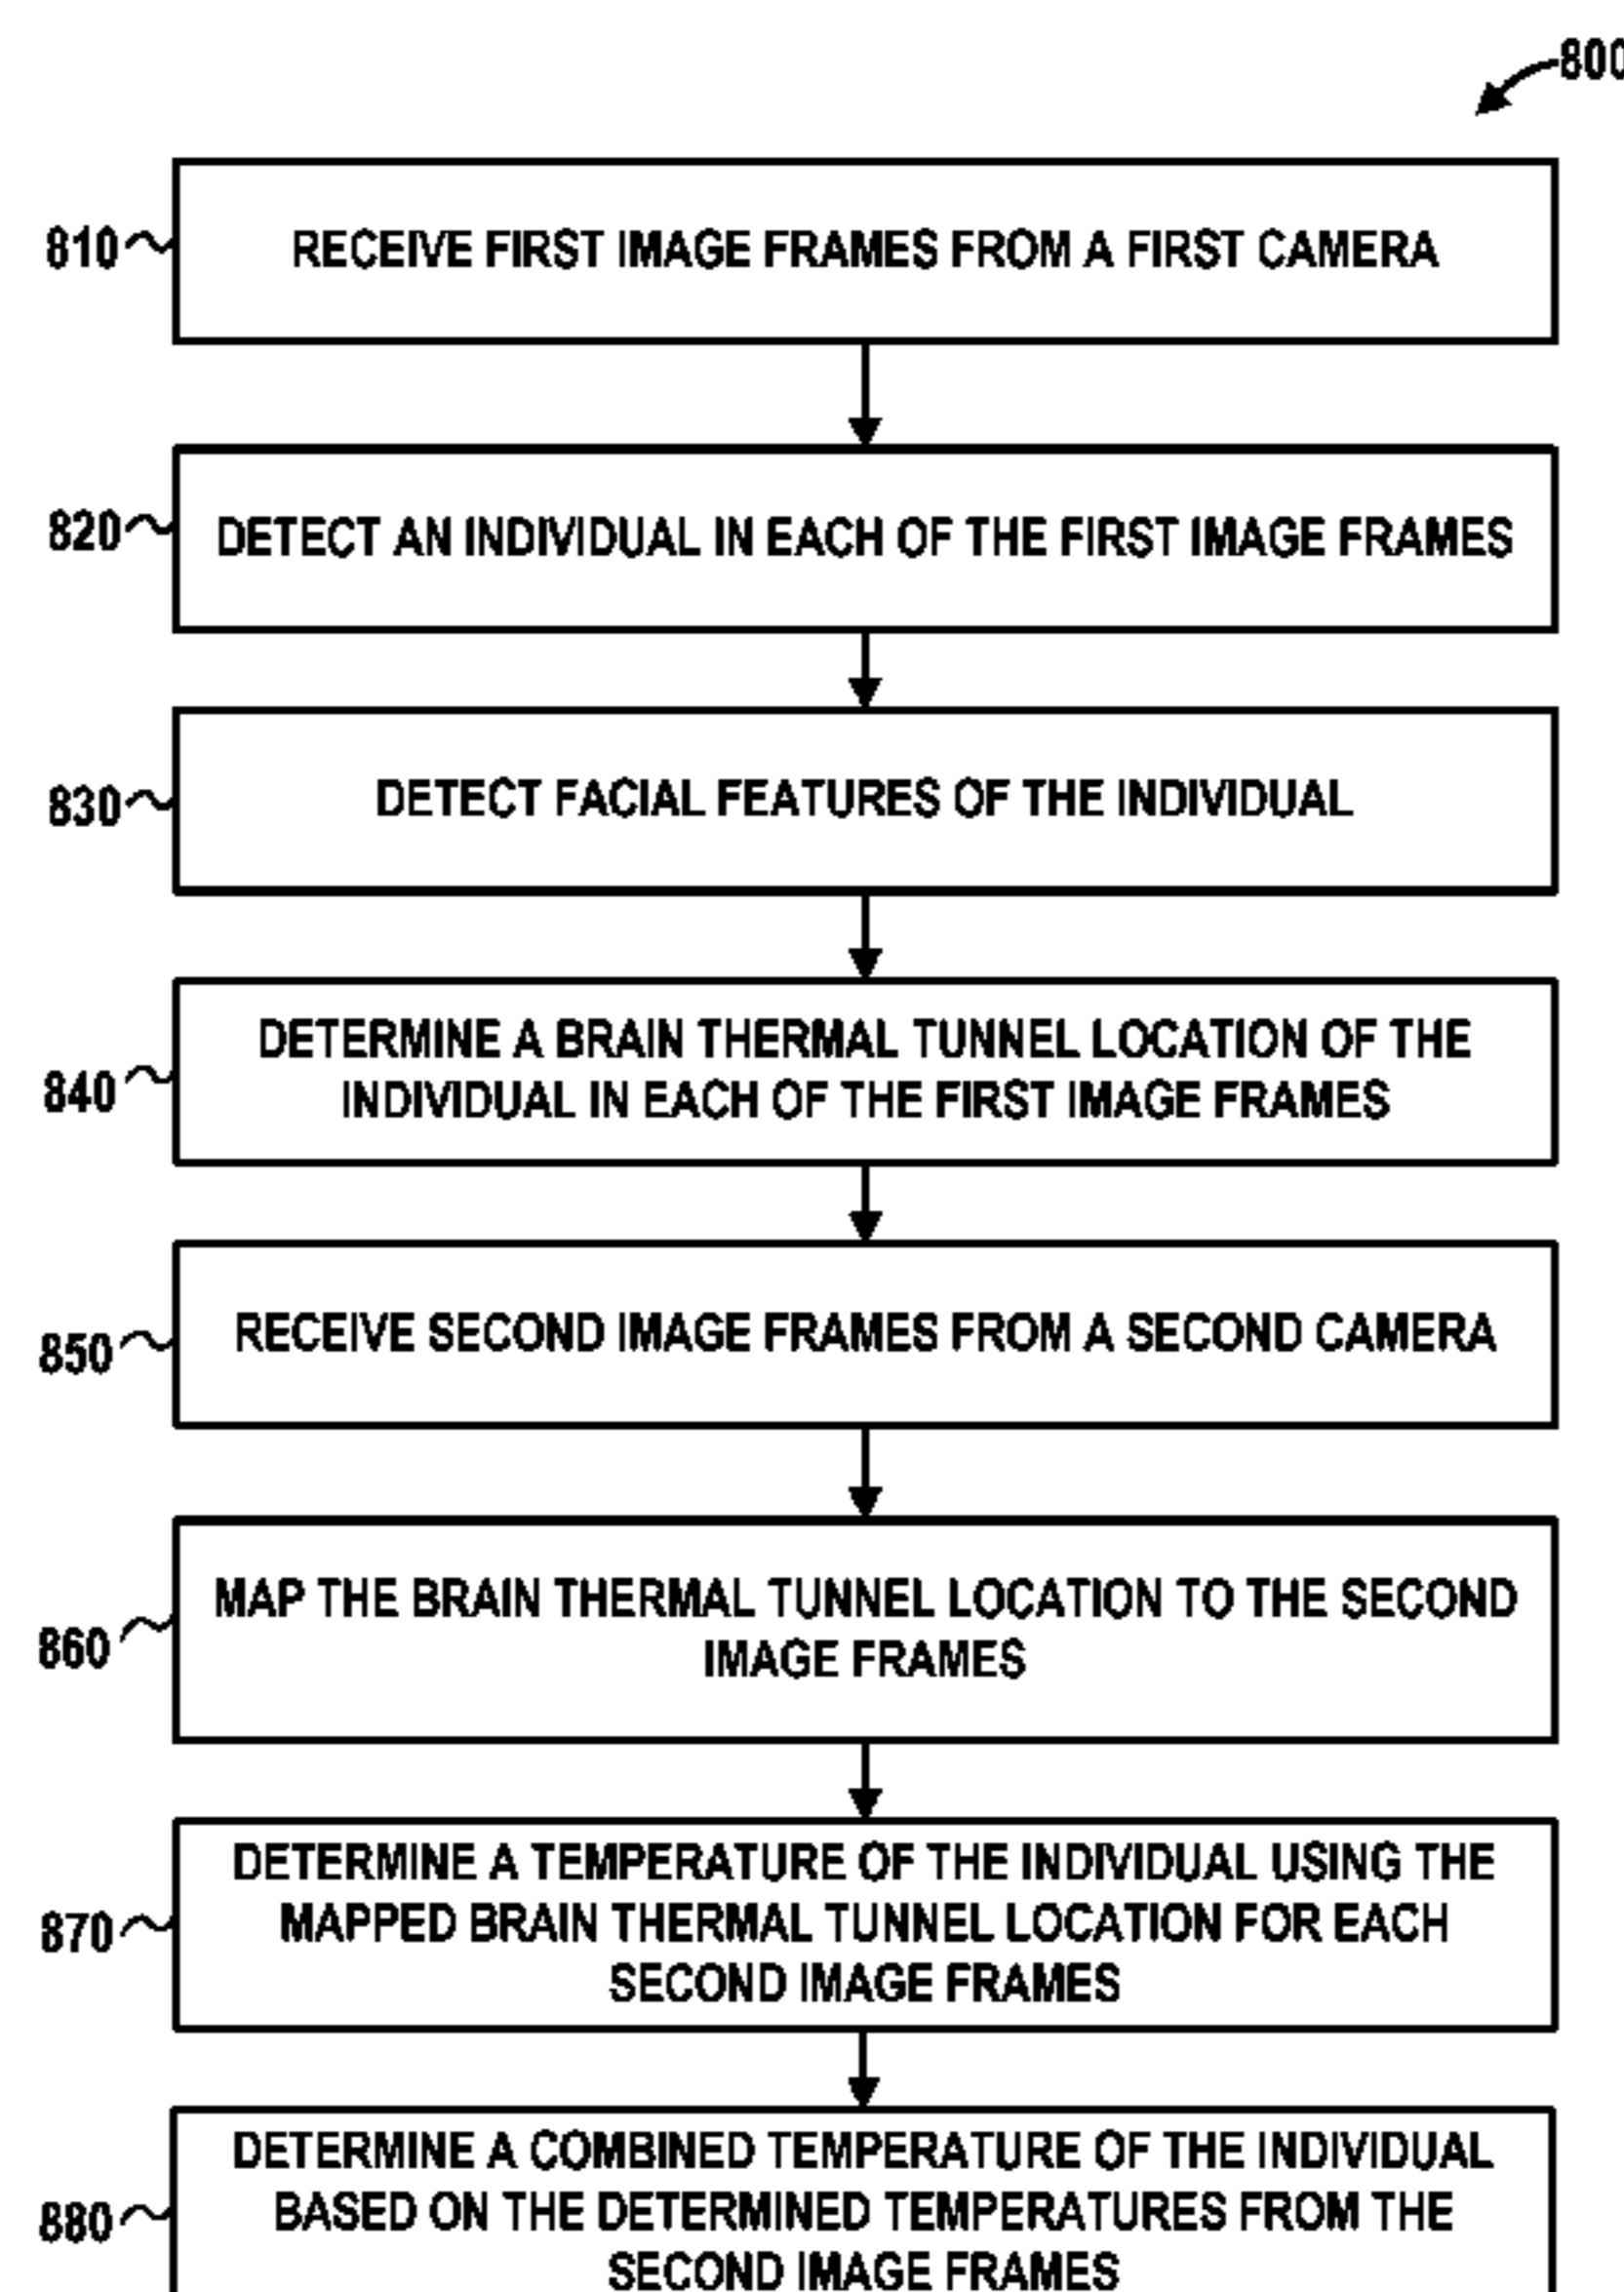 800
810
RECEIVE FIRST IMAGE FRAMES FROM A FIRST CAMERA
820
DETECT AN INDIVIDUAL IN EACH OF THE FIRST IMAGE FRAMES
830
DETECT FACIAL FEATURES OF THE INDIVIDUAL
840
DETERMINE A BRAIN THERMAL TUNNEL LOCATION OF THE
INDIVIDUAL IN EACH OF THE FIRST IMAGE FRAMES
850
RECEIVE SECOND IMAGE FRAMES FROM A SECOND CAMERA
860
MAP THE BRAIN THERMAL TUNNEL LOCATION TO THE SECOND
IMAGE FRAMES
870
DETERMINE A TEMPERATURE OF THE INDIVIDUAL USING THE
MAPPED BRAIN THERMAL TUNNEL LOCATION FOR EACH
SECOND IMAGE FRAMES
880
DETERMINE A COMBINED TEMPERATURE OF THE INDIVIDUAL
BASED ON THE DETERMINED TEMPERATURES FROM THE
SECOND IMAGE FRAMES